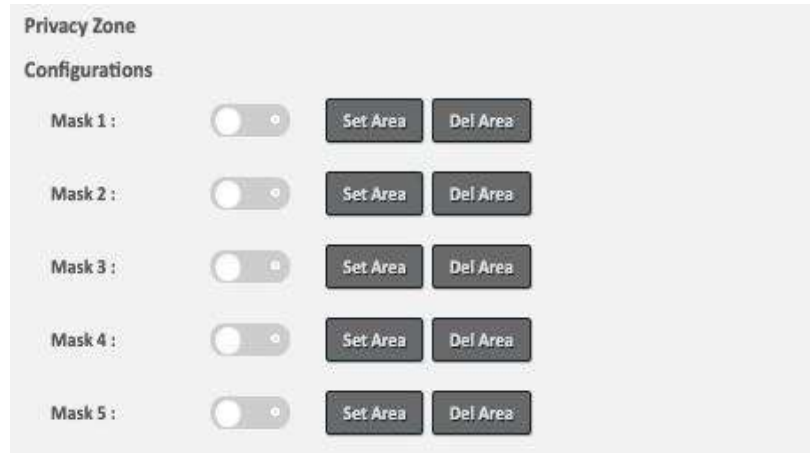 Privacy Zone
Configurations
Mask 1 : Set Area Del Area
Mask 2 : Set Area Del Area
Mask 3 : Set Area Del Area
Mask 4 : Set Area Del Area
Mask 5 : Set Area Del Area